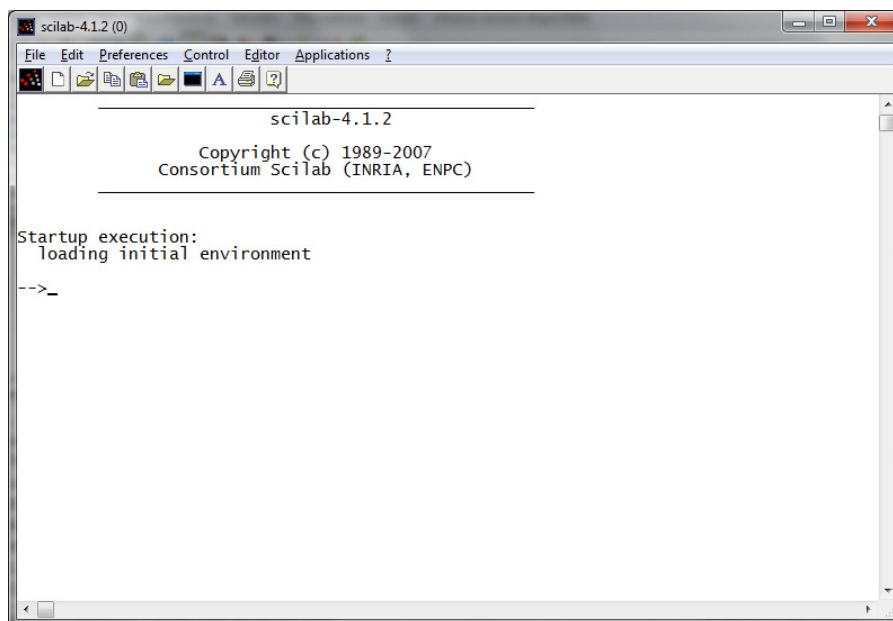 scilab-4.1.2 (0)
File Edit Preferences Control Editor Applications ?
A
scilab-4.1.2
Copyright (c) 1989-2007
Consortium Scilab (INRIA, ENPC)
Startup execution:
loading initial environment
-->_